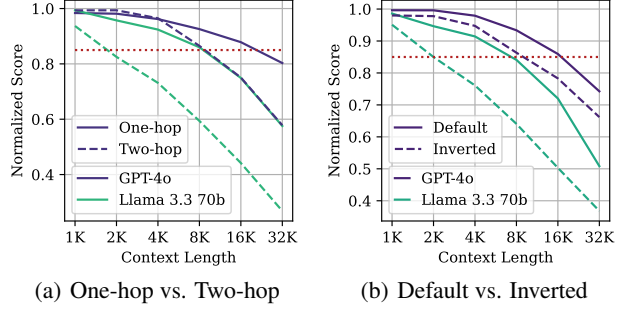 Normalized Score
1.0
0.8
0.6
0.4
One-hop
Two-hop
GPT-4o
Llama 3.3 70b
1K 2K 4K 8K 16K 32K
Context Length
(a) One-hop vs. Two-hop
Normalized Score
1.0
0.9
0.8
0.7
0.6
0.5
0.4
Default
Inverted
GPT-4o
Llama 3.3 70b
1K 2K 4K 8K 16K 32K
Context Length
(b) Default vs. Inverted